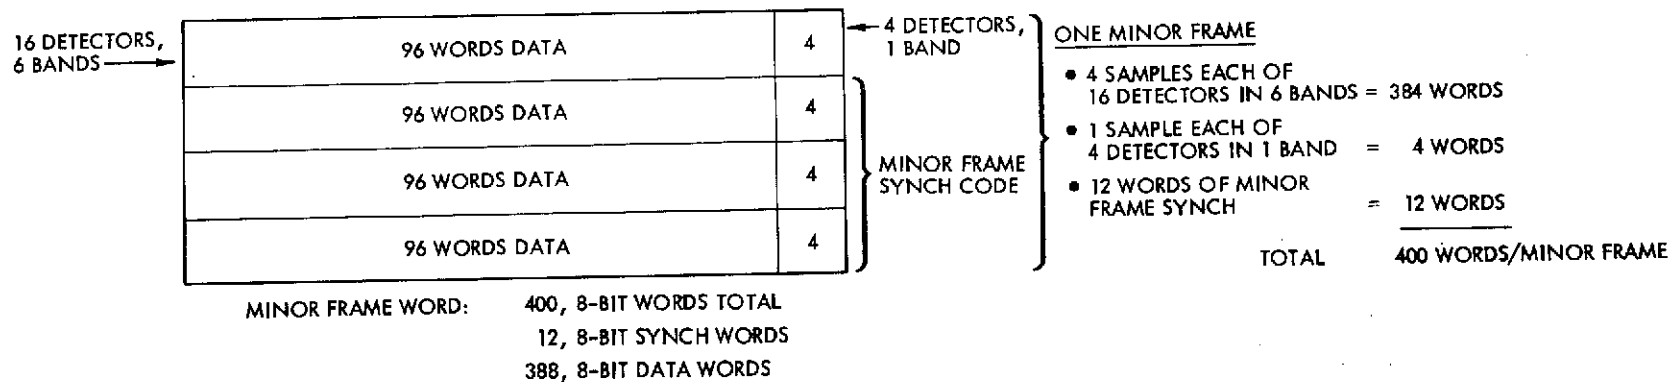 16 DETECTORS,
6 BANDS
96 WORDS DATA
4
4 DETECTORS,
1 BAND
96 WORDS DATA
4
96 WORDS DATA
4
96 WORDS DATA
4
MINOR FRAME
SYNCH CODE
ONE MINOR FRAME
• 4 SAMPLES EACH OF
16 DETECTORS IN 6 BANDS = 384 WORDS
• 1 SAMPLE EACH OF
4 DETECTORS IN 1 BAND = 4 WORDS
• 12 WORDS OF MINOR
FRAME SYNCH = 12 WORDS
TOTAL 400 WORDS/MINOR FRAME
MINOR FRAME WORD: 400, 8-BIT WORDS TOTAL
12, 8-BIT SYNCH WORDS
388, 8-BIT DATA WORDS